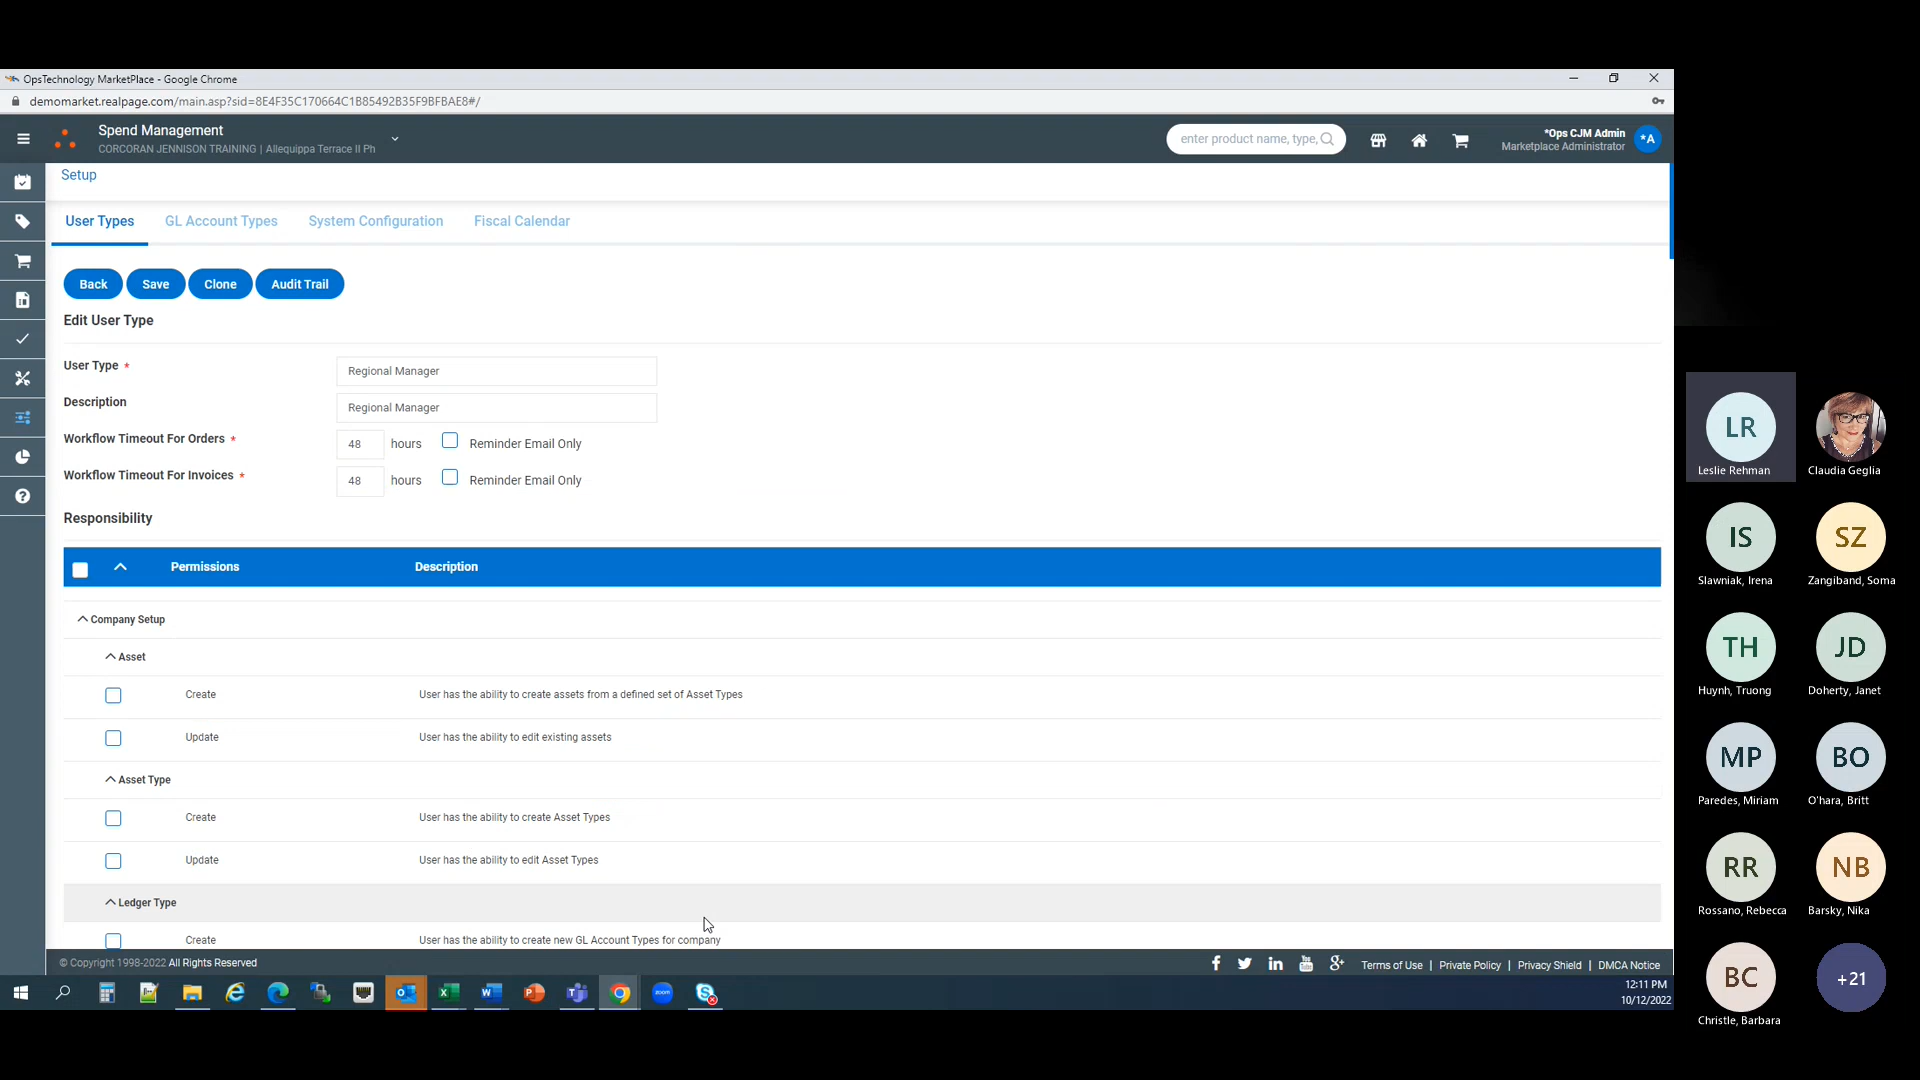 OpsTechnology MarketPlace - Google Chrome
demomarket.realpage.com/main.asp?sid=8E4F35C170664C1B85492B35F9BFBAE8#/
Spend Management
CORCORAN JENNISON TRAINING | Allequippa Terrace II Ph
enter product name, type,
*Ops CJM Admin
Marketplace Administrator
*A
Setup
User Types
GL Account Types
System Configuration
Fiscal Calendar
Back
Save
Clone
Audit Trail
Edit User Type
User Type *
Regional Manager
Description
Regional Manager
Workflow Timeout For Orders *
48
hours
Reminder Email Only
Workflow Timeout For Invoices *
48
hours
Reminder Email Only
Responsibility
Permissions
Description
Company Setup
Asset
Create
User has the ability to create assets from a defined set of Asset Types
Update
User has the ability to edit existing assets
Asset Type
Create
User has the ability to create Asset Types
Update
User has the ability to edit Asset Types
Ledger Type
Create
User has the ability to create new GL Account Types for company
© Copyright 1998-2022 All Rights Reserved
Terms of Use | Private Policy | Privacy Shield | DMCA Notice
12:11 PM
10/12/2022
LR
Leslie Rehman
Claudia Geglia
IS
Slawniak, Irena
SZ
Zangiband, Soma
TH
Huynh, Truong
JD
Doherty, Janet
MP
Paredes, Miriam
BO
O'hara, Britt
RR
Rossano, Rebecca
NB
Barsky, Nika
BC
Christle, Barbara
+21